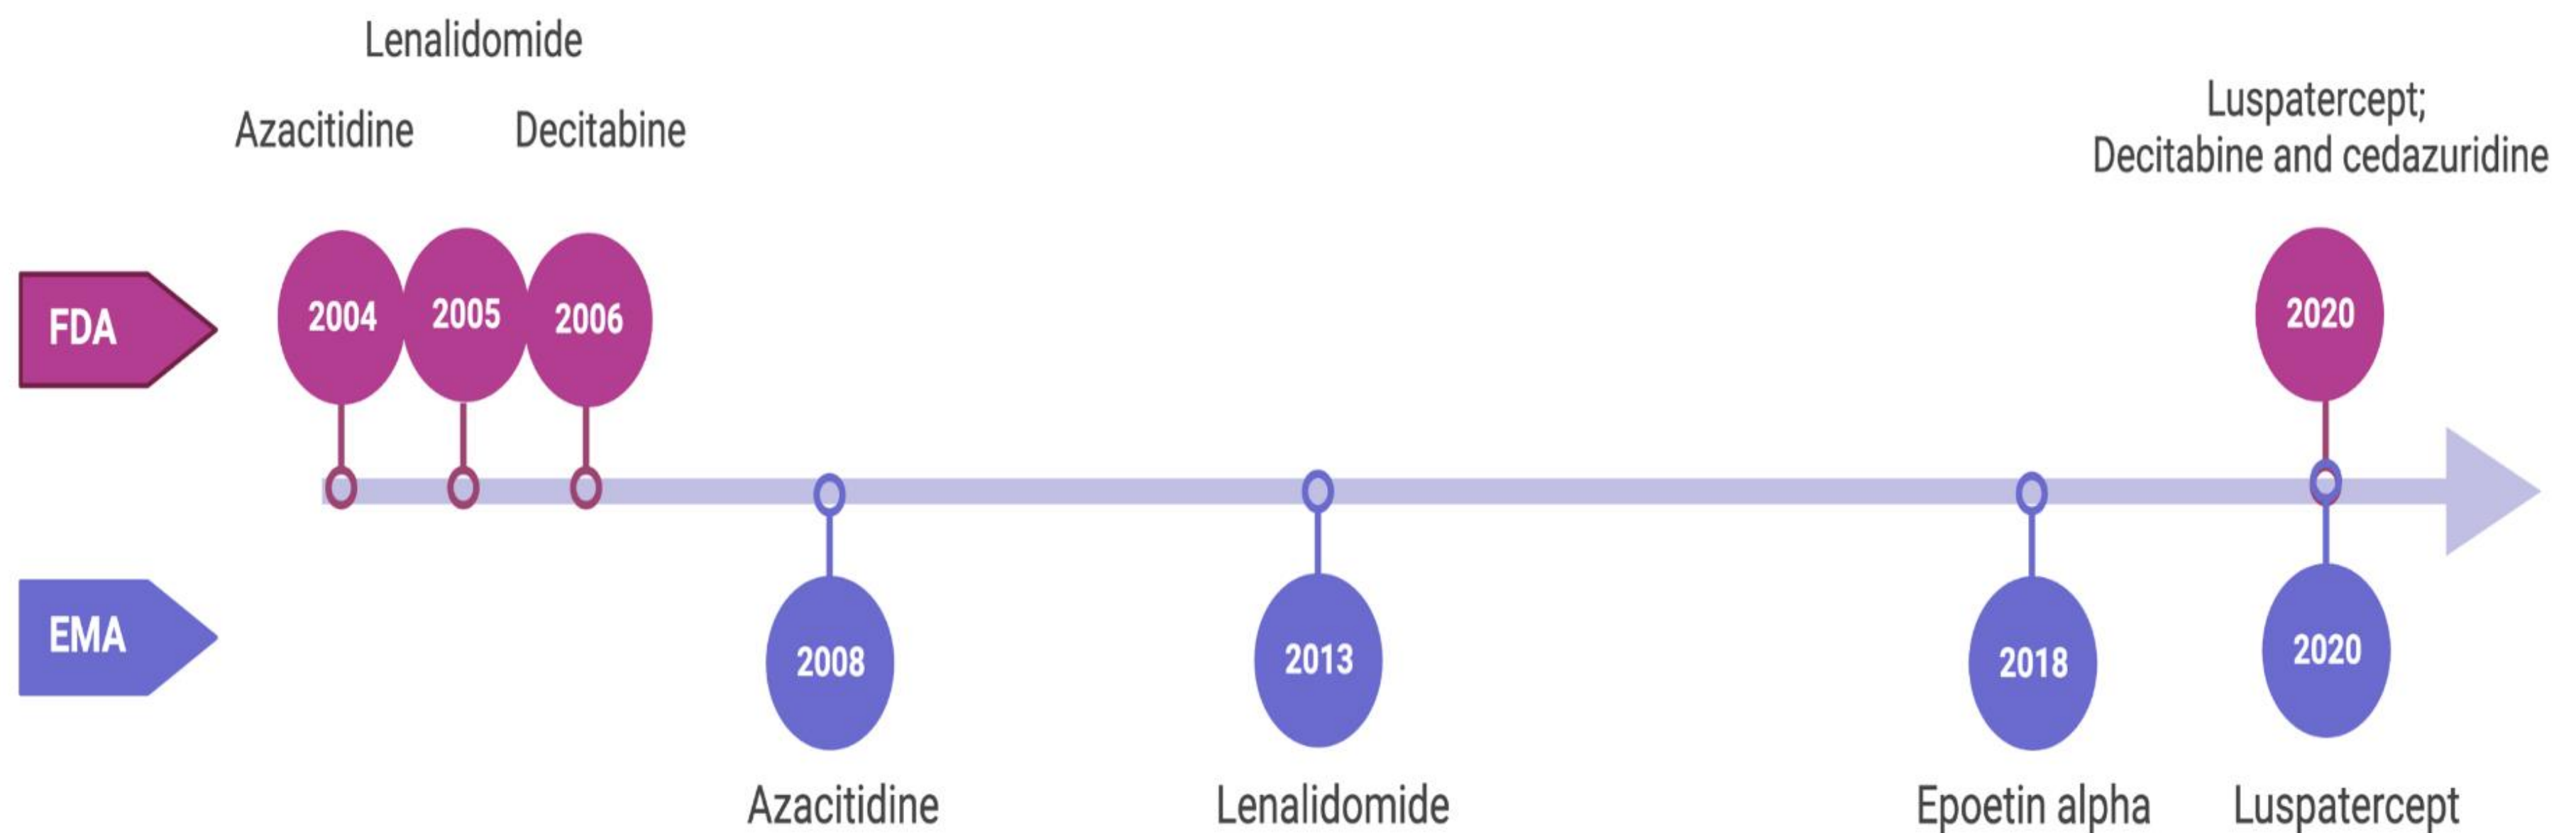 Lenalidomide
Azacitidine
Decitabine
Luspatercept;
Decitabine and cedazuridine
FDA
2004
2005
2006
2020
EMA
2008
2013
2018
2020
Azacitidine
Lenalidomide
Epoetin alpha
Luspatercept